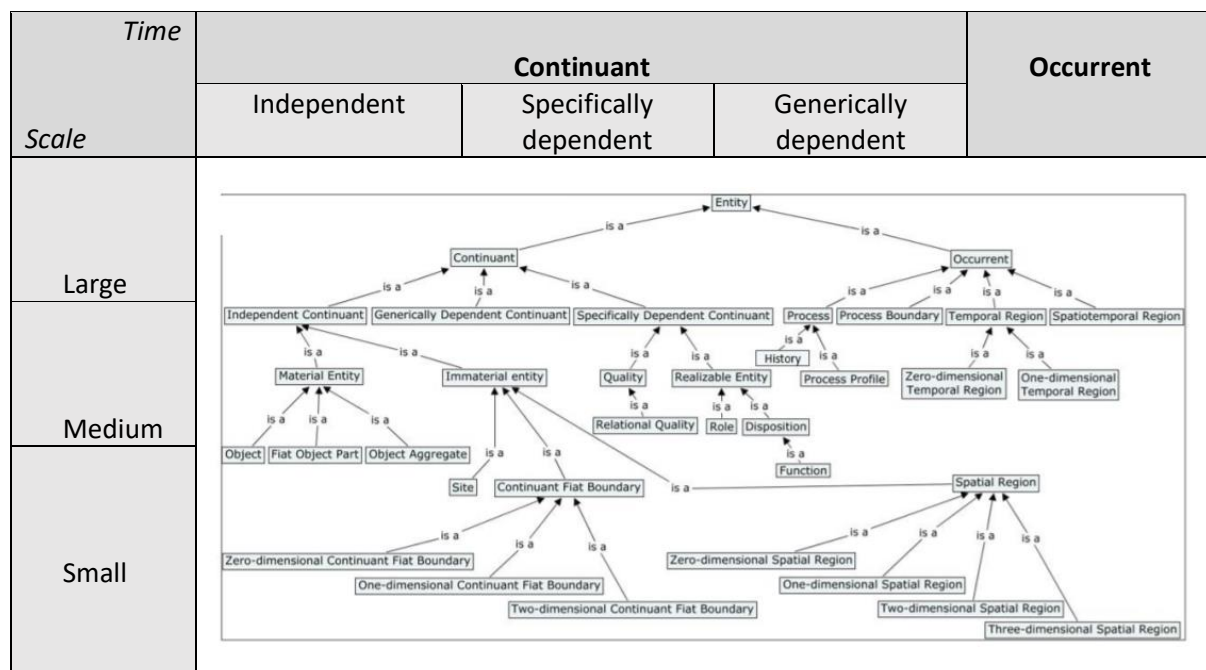 Time
Continuant
Occurrent
Independent
Specifically
dependent
Generically
dependent
Scale
Large
Medium
Small
Entity
is a
is a
Continuant
Occurrent
is a
is a
is a
is a
is a
is a
is a
Independent Continuant
Generically Dependent Continuant
Specifically Dependent Continuant
Process
Process Boundary
Temporal Region
Spatiotemporal Region
is a
is a
is a
is a
is a
is a
is a
is a
History
Material Entity
Immaterial entity
Quality
Realizable Entity
Process Profile
Zero-dimensional
Temporal Region
One-dimensional
Temporal Region
is a
is a
is a
is a
is a
is a
Relational Quality
Role
Disposition
Object
Fiat Object Part
Object Aggregate
is a
is a
is a
Function
Site
Continuant Fiat Boundary
is a
Spatial Region
is a
is a
is a
is a
is a
is a
is a
Zero-dimensional Continuant Fiat Boundary
Zero-dimensional Spatial Region
One-dimensional Continuant Fiat Boundary
One-dimensional Spatial Region
Two-dimensional Continuant Fiat Boundary
Two-dimensional Spatial Region
Three-dimensional Spatial Region